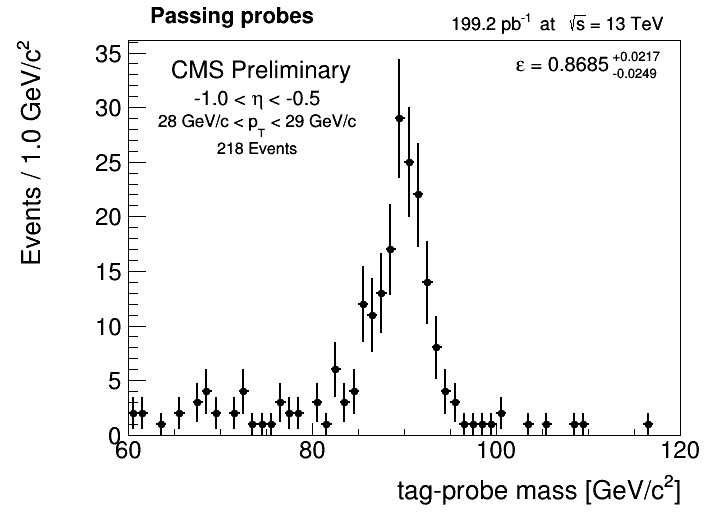 Passing probes
199.2 pb⁻¹ at √s = 13 TeV
CMS Preliminary
-1.0 < η < -0.5
28 GeV/c < p_T < 29 GeV/c
218 Events
ε = 0.8685 +0.0217 -0.0249
Events / 1.0 GeV/c²
35
30
25
20
15
10
5
0
60 80 100 120
tag-probe mass [GeV/c²]